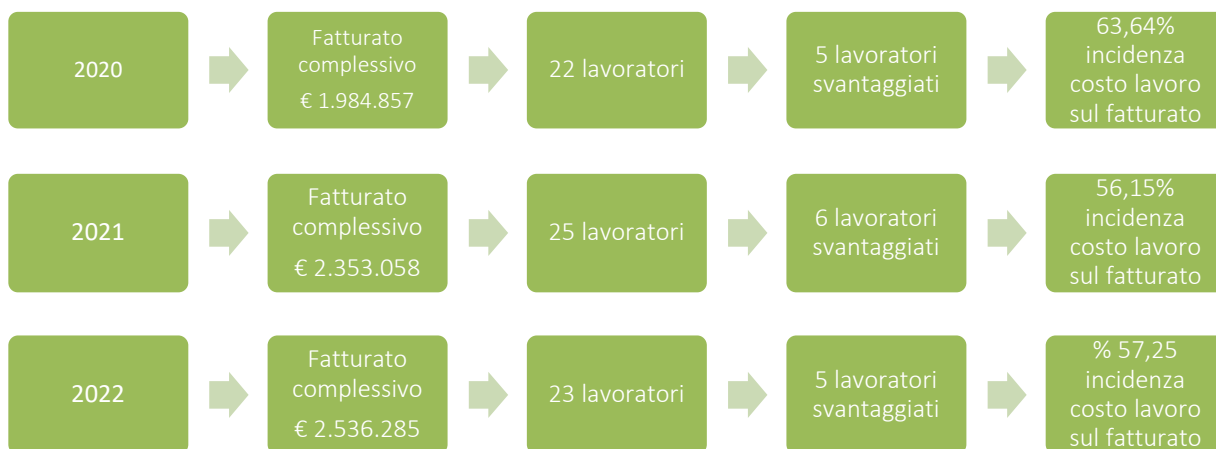 2020
Fatturato
complessivo
€ 1.984.857
22 lavoratori
5 lavoratori
svantaggiati
63,64%
incidenza
costo lavoro
sul fatturato
2021
Fatturato
complessivo
€ 2.353.058
25 lavoratori
6 lavoratori
svantaggiati
56,15%
incidenza
costo lavoro
sul fatturato
2022
Fatturato
complessivo
€ 2.536.285
23 lavoratori
5 lavoratori
svantaggiati
% 57,25
incidenza
costo lavoro
sul fatturato